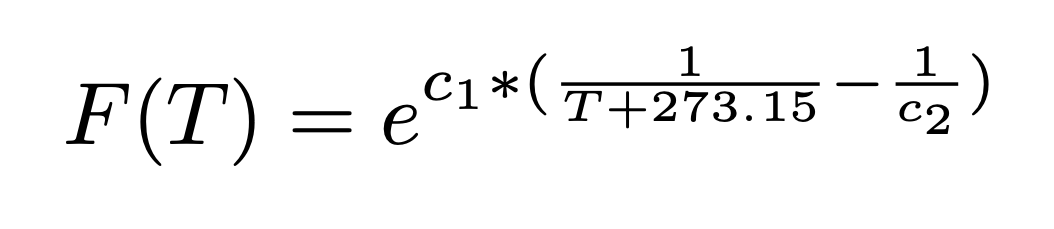 F(T) = e^{c_1*(\frac{1}{T+273.15}-\frac{1}{c_2})}